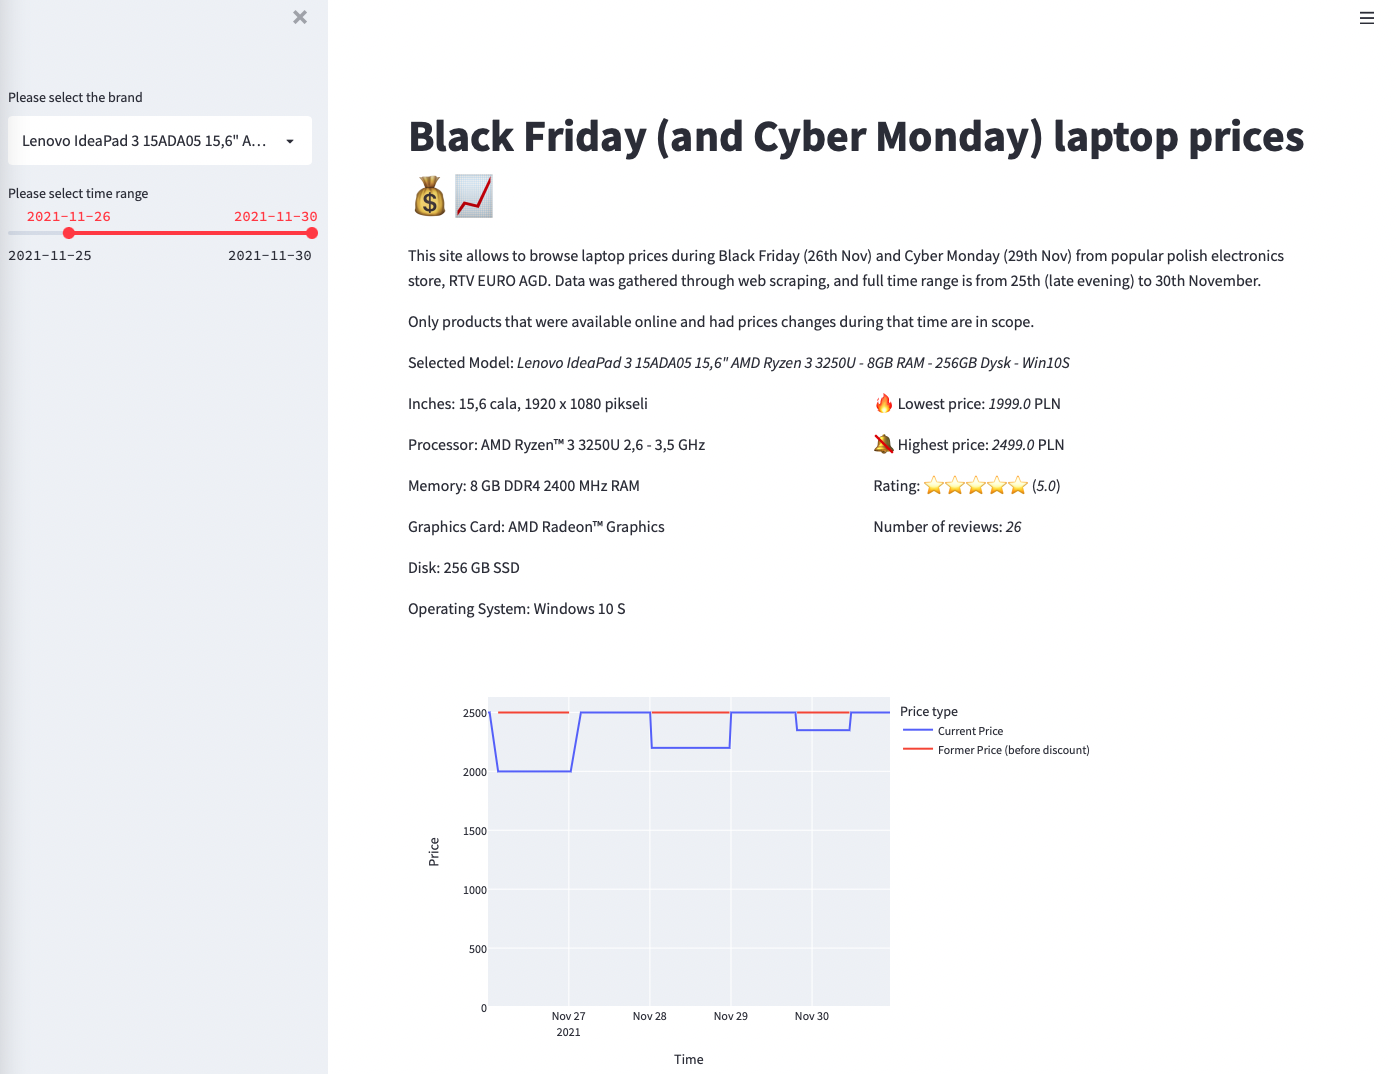 Please select the brand
Lenovo IdeaPad 3 15ADA05 15,6" A...
Please select time range
2021-11-26 2021-11-30
2021-11-25 2021-11-30
Black Friday (and Cyber Monday) laptop prices
This site allows to browse laptop prices during Black Friday (26th Nov) and Cyber Monday (29th Nov) from popular polish electronics
store, RTV EURO AGD. Data was gathered through web scraping, and full time range is from 25th (late evening) to 30th November.
Only products that were available online and had prices changes during that time are in scope.
Selected Model: Lenovo IdeaPad 3 15ADA05 15,6" AMD Ryzen 3 3250U - 8GB RAM - 256GB Dysk - Win10S
Inches: 15,6 cala, 1920 x 1080 pikseli
Processor: AMD Ryzen™ 3 3250U 2,6 - 3,5 GHz
Memory: 8 GB DDR4 2400 MHz RAM
Graphics Card: AMD Radeon™ Graphics
Disk: 256 GB SSD
Operating System: Windows 10 S
Lowest price: 1999.0 PLN
Highest price: 2499.0 PLN
Rating: (5.0)
Number of reviews: 26
Price type
Current Price
Former Price (before discount)
2500
2000
1500
1000
500
0
Price
Nov 27 Nov 28 Nov 29 Nov 30
2021
Time